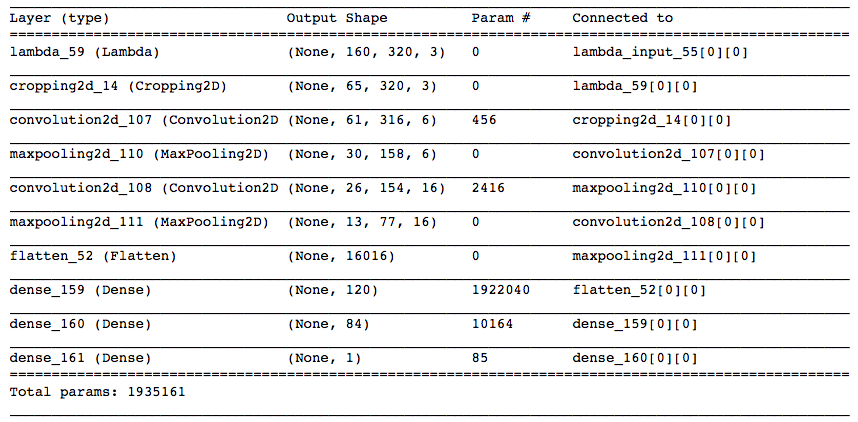 Layer (type) Output Shape Param # Connected to
====================================================================================================
lambda_59 (Lambda) (None, 160, 320, 3) 0 lambda_input_55[0][0]
cropping2d_14 (Cropping2D) (None, 65, 320, 3) 0 lambda_59[0][0]
convolution2d_107 (Convolution2D (None, 61, 316, 6) 456 cropping2d_14[0][0]
maxpooling2d_110 (MaxPooling2D) (None, 30, 158, 6) 0 convolution2d_107[0][0]
convolution2d_108 (Convolution2D (None, 26, 154, 16) 2416 maxpooling2d_110[0][0]
maxpooling2d_111 (MaxPooling2D) (None, 13, 77, 16) 0 convolution2d_108[0][0]
flatten_52 (Flatten) (None, 16016) 0 maxpooling2d_111[0][0]
dense_159 (Dense) (None, 120) 1922040 flatten_52[0][0]
dense_160 (Dense) (None, 84) 10164 dense_159[0][0]
dense_161 (Dense) (None, 1) 85 dense_160[0][0]
====================================================================================================
Total params: 1935161